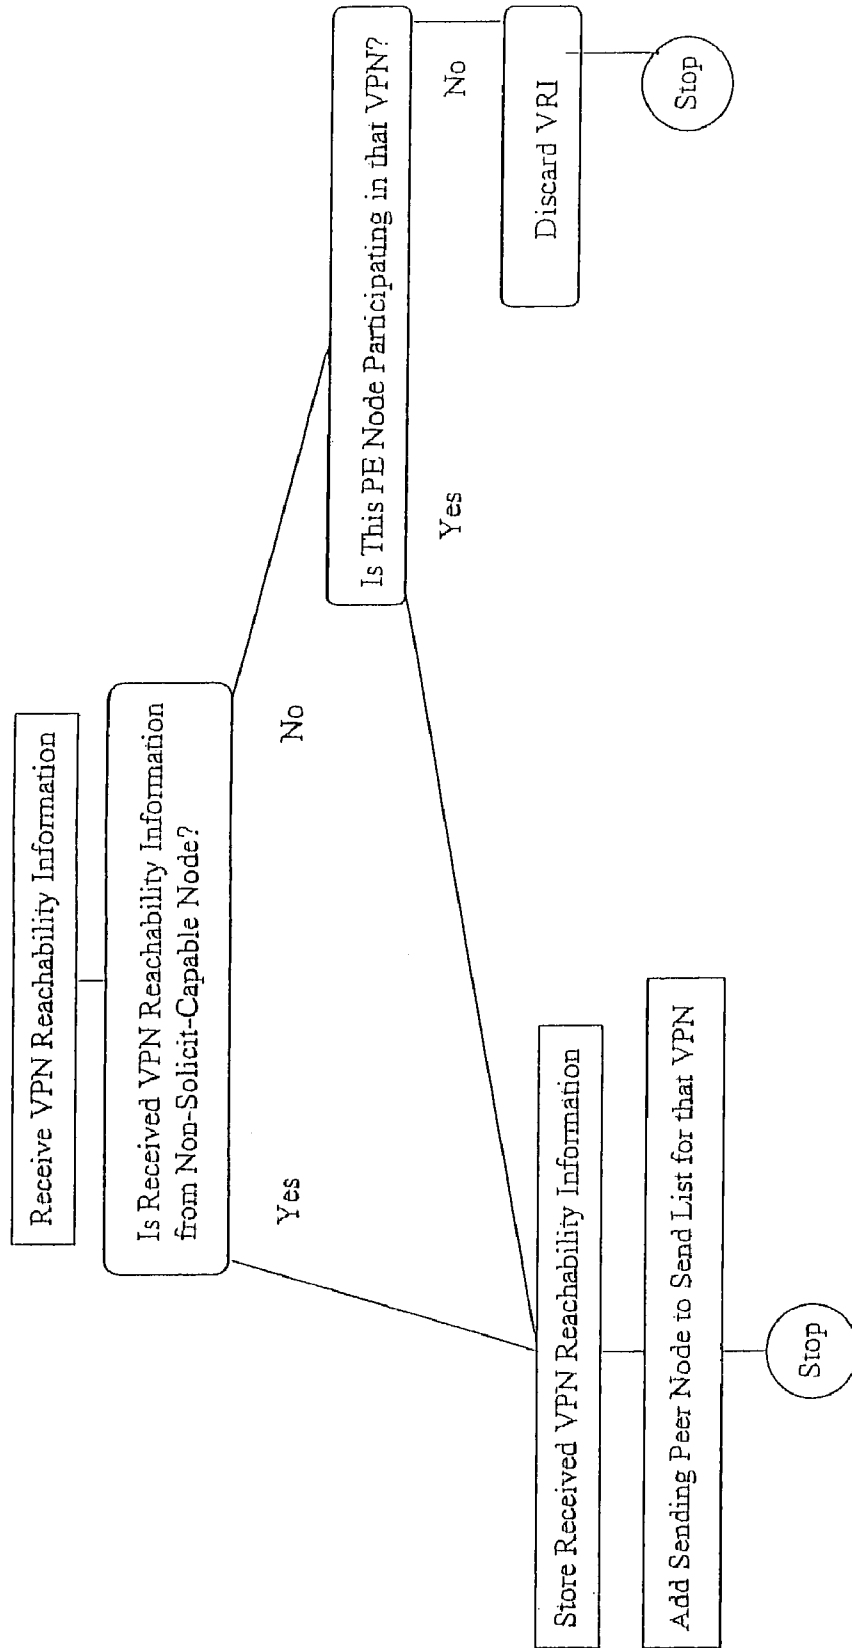 Receive VPN Reachability Information
Is Received VPN Reachability Information
from Non-Solicit-Capable Node?
Yes
No
Is This PE Node Participating in that VPN?
Yes
No
Discard VRI
Stop
Store Received VPN Reachability Information
Add Sending Peer Node to Send List for that VPN
Stop